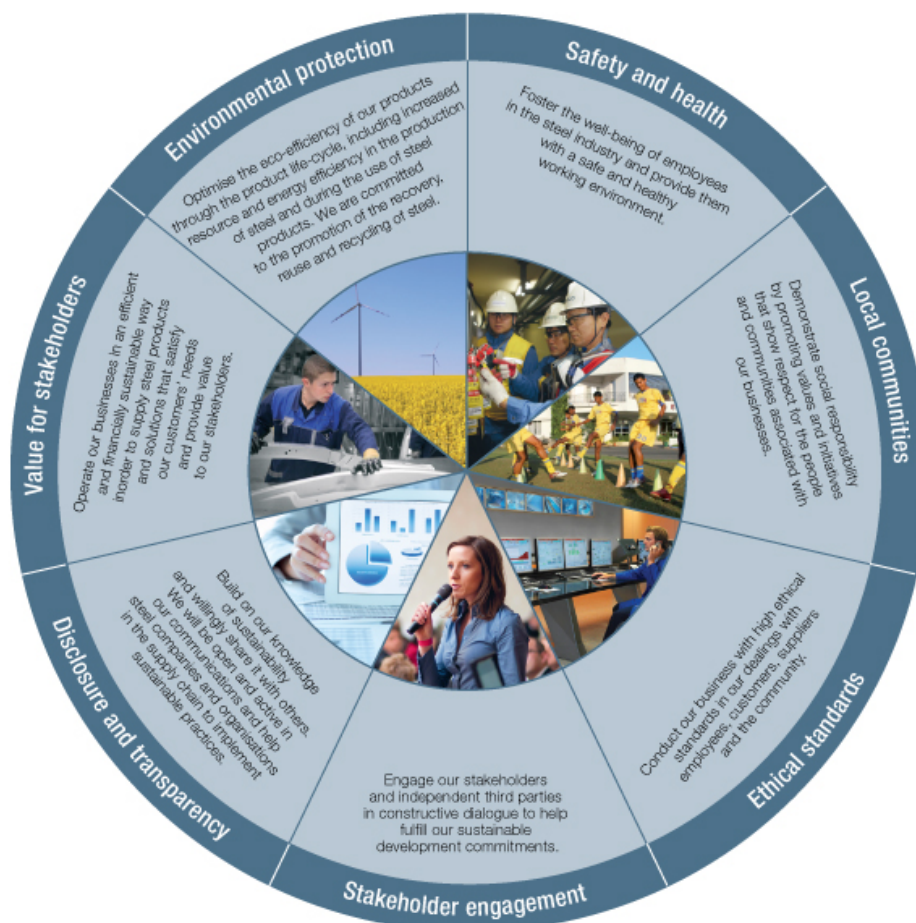 Environmental protection
Optimise the eco-efficiency of our products
through the product life-cycle, including increased
resource and energy efficiency in the production
of steel and during the use of steel
products. We are committed
to the promotion of the recovery,
reuse and recycling of steel.
Safety and health
Foster the well-being of employees
in the steel industry and provide them
with a safe and healthy
working environment.
Local communities
Demonstrate social responsibility
by promoting values and initiatives
that show respect for the people
and communities associated with
our businesses.
Ethical standards
Conduct our business with high ethical
standards in our dealings with
employees, customers, suppliers
and the community.
Stakeholder engagement
Engage our stakeholders
and independent third parties
in constructive dialogue to help
fulfill our sustainable
development commitments.
Disclosure and transparency
Build on our knowledge
of sustainability
and willingly share it with others.
We will be open and active in
our communications and help
steel companies and organisations
in the supply chain to implement
sustainable practices.
Value for stakeholders
Operate our businesses in an efficient
and financially sustainable way
inorder to supply steel products
and solutions that satisfy
our customers' needs
and provide value
to our stakeholders.